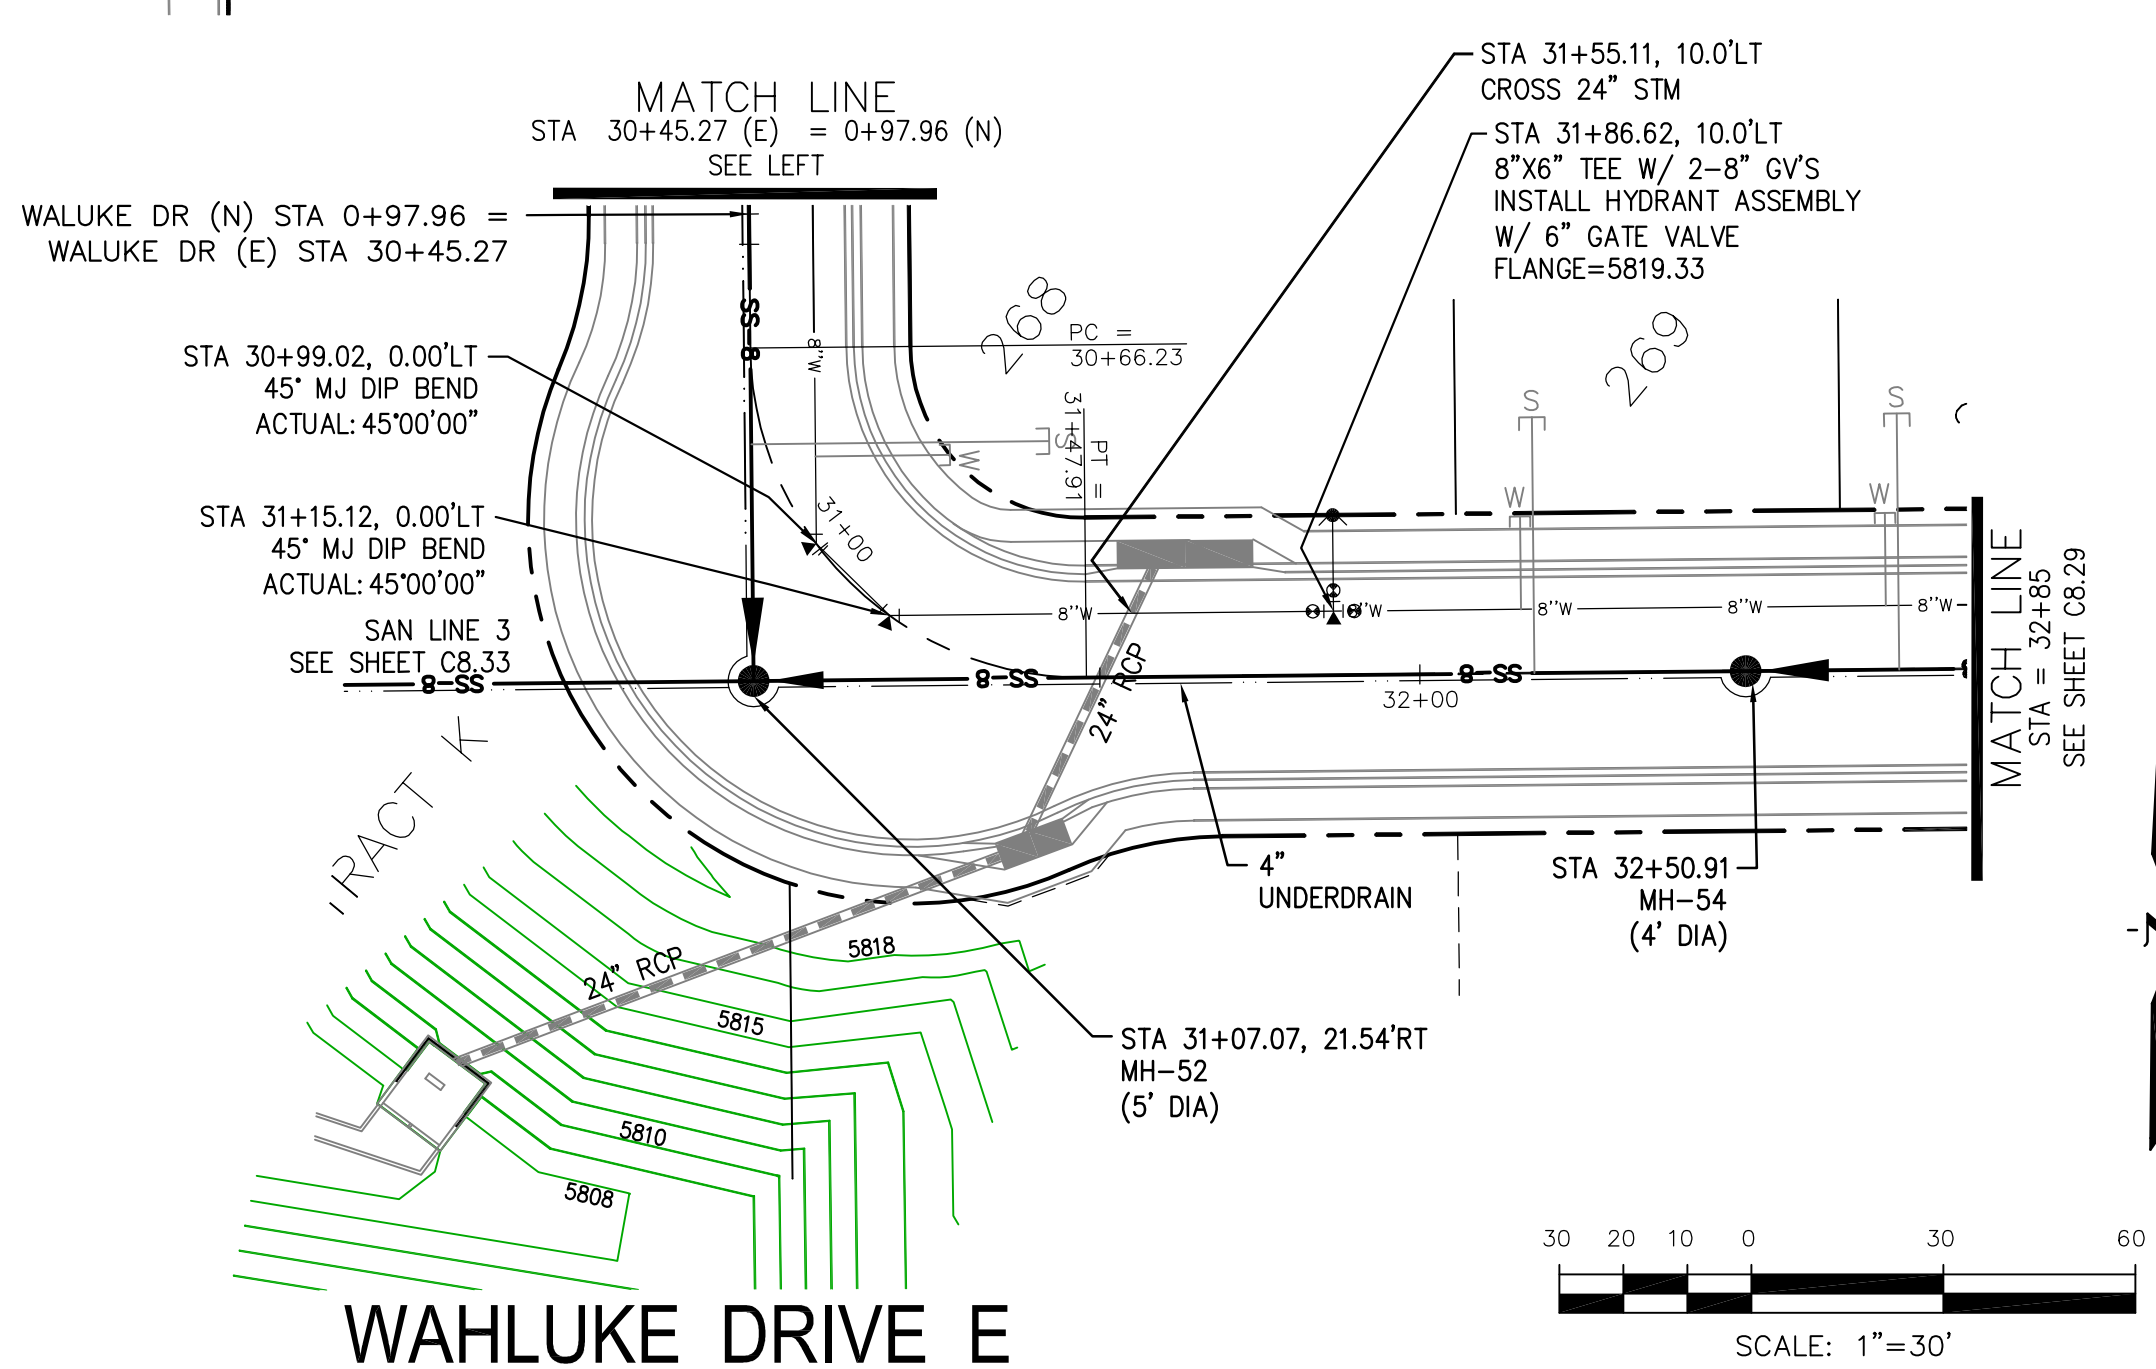 MATCH LINE
STA 30+45.27 (E) = 0+97.96 (N)
SEE LEFT
WALUKE DR (N) STA 0+97.96 =
WALUKE DR (E) STA 30+45.27
STA 30+99.02, 0.00'LT
45° MJ DIP BEND
ACTUAL: 45°00'00"
STA 31+15.12, 0.00'LT
45° MJ DIP BEND
ACTUAL: 45°00'00"
SAN LINE 3
SEE SHEET C8.33
STA 31+55.11, 10.0'LT
CROSS 24" STM
STA 31+86.62, 10.0'LT
8"X6" TEE W/ 2-8" GV'S
INSTALL HYDRANT ASSEMBLY
W/ 6" GATE VALVE
FLANGE=5819.33
268
PC =
30+66.23
PT =
31+47.91
269
8-SS
8"W
S
W
S
W
S
W
31+00
8"W
8"W
8"W
8"W
8"W
8-SS
8-SS
8-SS
32+00
24" RCP
MATCH LINE
STA = 32+85
SEE SHEET C8.29
TRACT K
4"
UNDERDRAIN
STA 32+50.91
MH-54
(4' DIA)
24" RCP
5818
5815
5810
5808
STA 31+07.07, 21.54'RT
MH-52
(5' DIA)
30 20 10 0 30 60
SCALE: 1"=30'
WAHLUKE DRIVE E